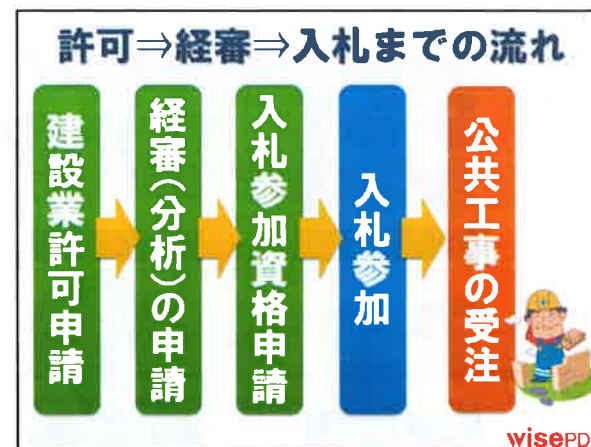 許可⇒経審⇒入札までの流れ
建設業許可申請
経審(分析)の申請
入札参加資格申請
入札参加
公共工事の受注
wisePD